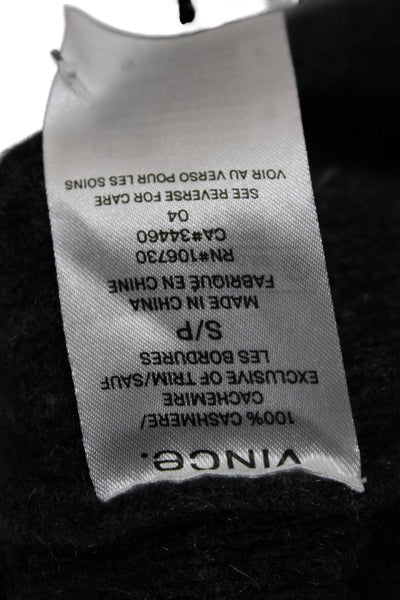 VINCE.
100% CASHMERE/
CACHEMIRE
EXCLUSIVE OF TRIM/SAUF
LES BORDURES
S/P
MADE IN CHINA
FABRIQUÉ EN CHINE
RN#106730
CA#34460
04
SEE REVERSE FOR CARE
VOIR AU VERSO POUR LES SOINS